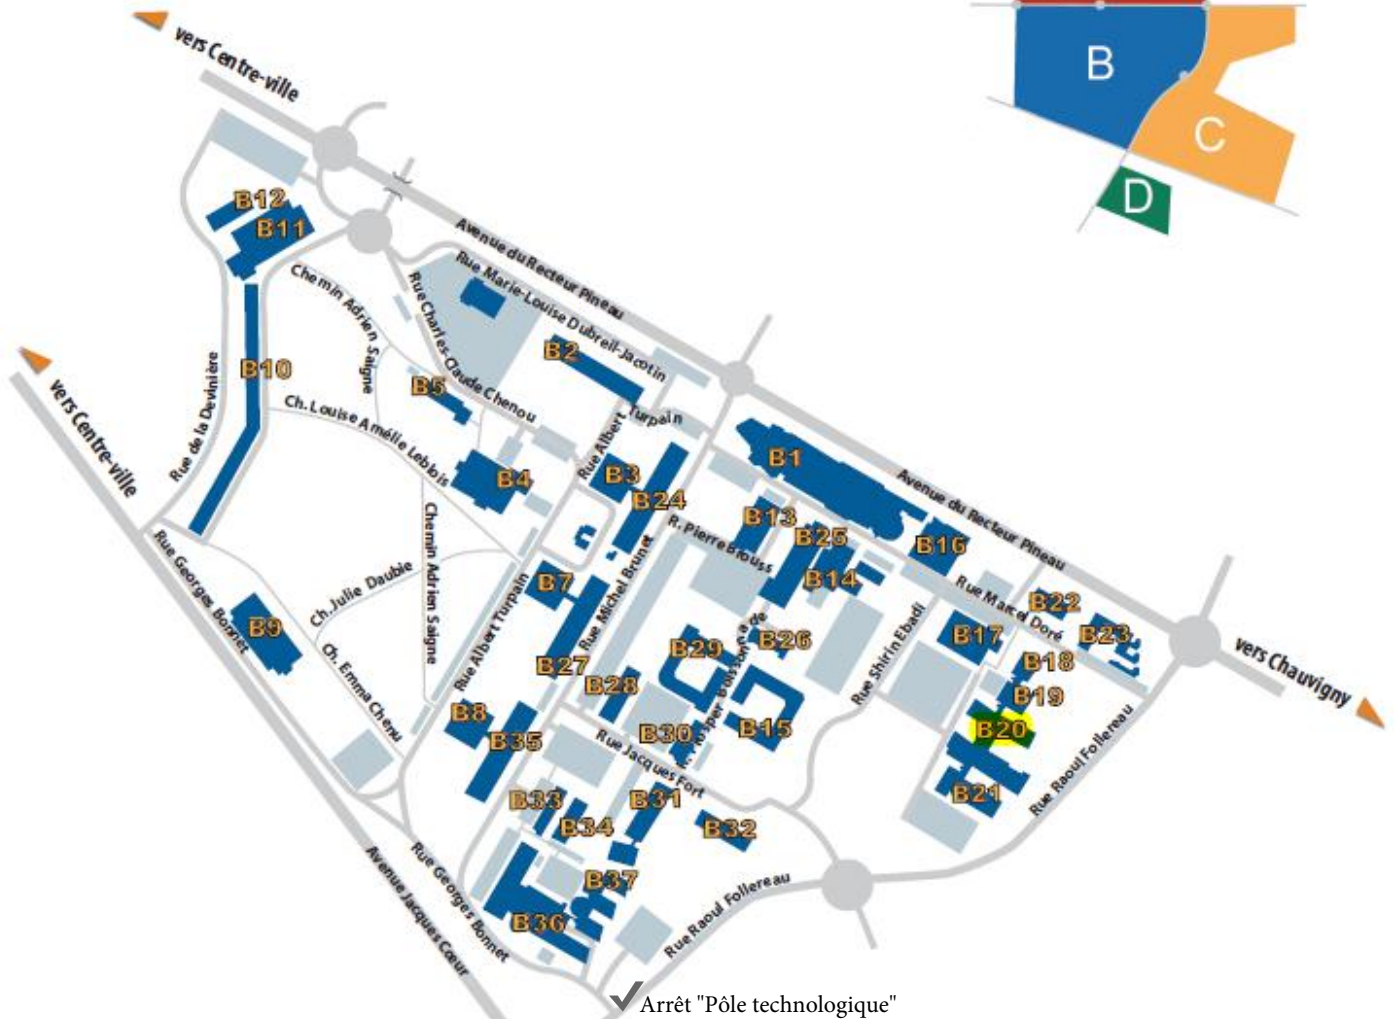 vers Centre-ville
B
C
D
B12
B11
Avenue du Recteur Pineau
Rue Marie-Louise Dubreil-Jacotin
Chemin Adrien Saigne
Rue Charles-Claude Chenou
B2
B10
B5
vers Centre-ville
Rue de la Devinière
Ch. Louise Amélie Leblois
Rue Albert Turpain
B1
B4
B3
B24
Avenue du Recteur Pineau
B13
R. Pierre Brousse
B25
B16
B14
Chemin Adrien Saigne
Rue Georges Bonnet
Ch. Julie Daubie
B7
Rue Michel Brunet
Rue Marcel Doré
B22
B23
B17
B9
Rue Albert Turpain
B29
B26
Rue Shirin Ebadi
vers Chauvigny
B27
B18
B28
B19
Ch. Emma Chenu
B8
B35
B30
B15
B20
Rue Jacques Fort
Rue Raoul Follereau
B21
B33
B31
B34
B32
Rue Georges Bonnet
Avenue Jacques Cœur
B37
B36
Rue Raoul Follereau
Arrêt "Pôle technologique"